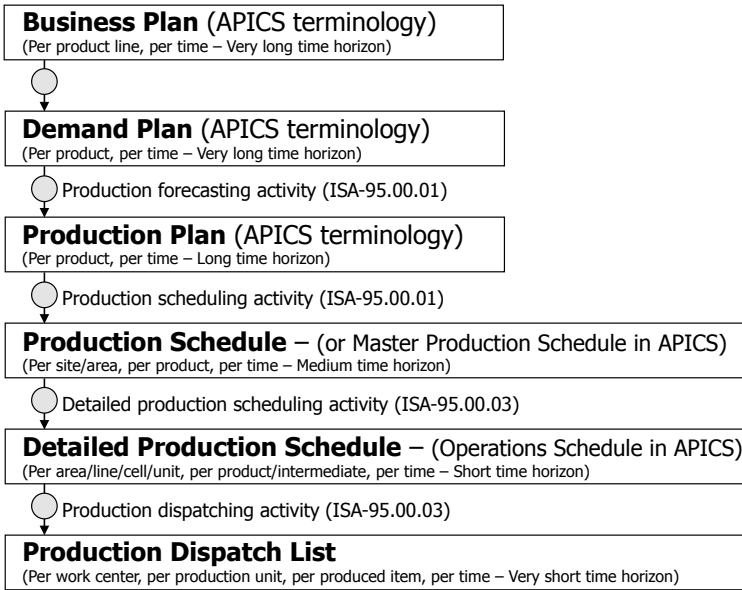 Business Plan (APICS terminology)
(Per product line, per time – Very long time horizon)
Demand Plan (APICS terminology)
(Per product, per time – Very long time horizon)
Production forecasting activity (ISA-95.00.01)
Production Plan (APICS terminology)
(Per product, per time – Long time horizon)
Production scheduling activity (ISA-95.00.01)
Production Schedule – (or Master Production Schedule in APICS)
(Per site/area, per product, per time – Medium time horizon)
Detailed production scheduling activity (ISA-95.00.03)
Detailed Production Schedule – (Operations Schedule in APICS)
(Per area/line/cell/unit, per product/intermediate, per time – Short time horizon)
Production dispatching activity (ISA-95.00.03)
Production Dispatch List
(Per work center, per production unit, per produced item, per time – Very short time horizon)